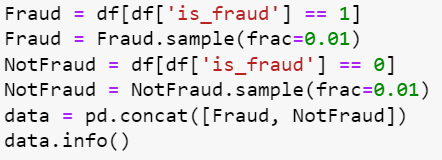 Fraud = df[df['is_fraud'] == 1]
Fraud = Fraud.sample(frac=0.01)
NotFraud = df[df['is_fraud'] == 0]
NotFraud = NotFraud.sample(frac=0.01)
data = pd.concat([Fraud, NotFraud])
data.info()